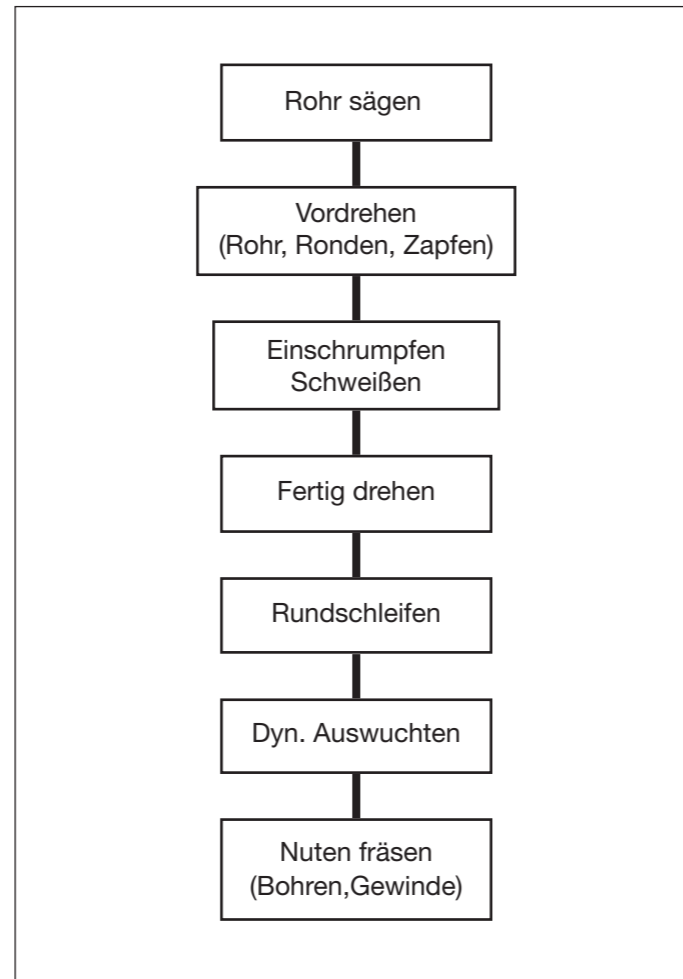 Rohr sägen
Vordrehen
(Rohr, Ronden, Zapfen)
Einschrumpfen
Schweißen
Fertig drehen
Rundschleifen
Dyn. Auswuchten
Nuten fräsen
(Bohren,Gewinde)